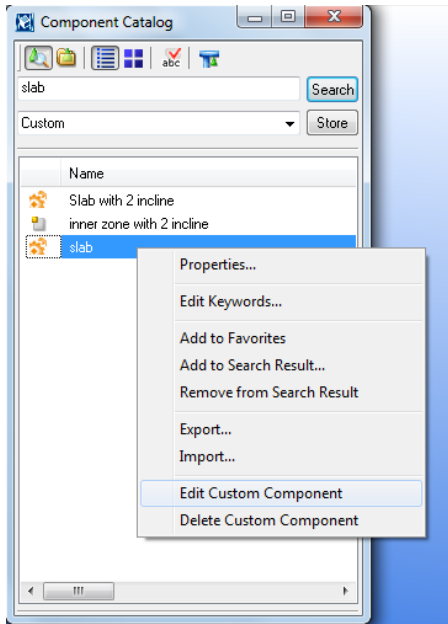 Component Catalog
abc
slab
Search
Custom
Store
Name
Slab with 2 incline
inner zone with 2 incline
slab
Properties...
Edit Keywords...
Add to Favorites
Add to Search Result...
Remove from Search Result
Export...
Import...
Edit Custom Component
Delete Custom Component